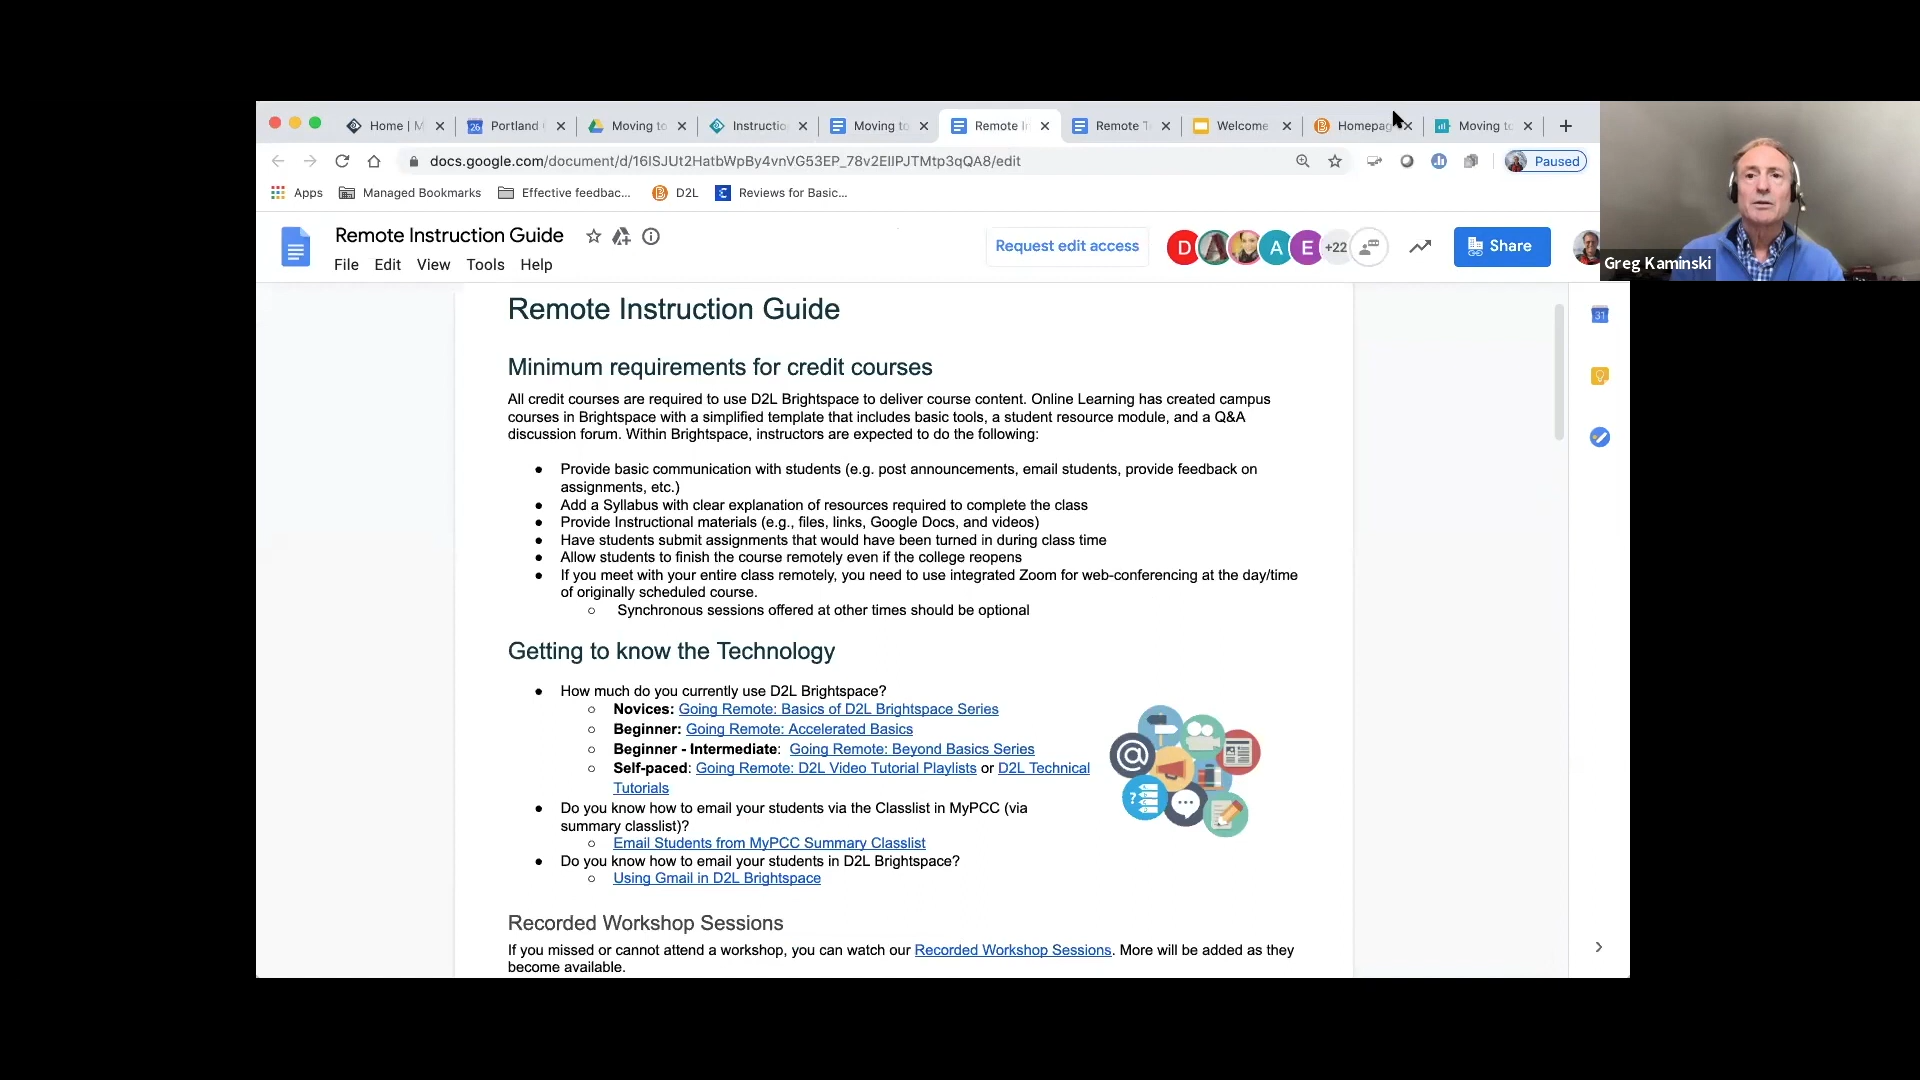 Home | M
Portland
Moving to
Instructio
Moving to
Remote In
Remote T
Welcome
Homepag
Moving to
docs.google.com/document/d/16ISJUt2HatbWpBy4vnVG53EP_78v2EIIPJTMtp3qQA8/edit
Paused
Apps
Managed Bookmarks
Effective feedbac...
D2L
Reviews for Basic...
Remote Instruction Guide
File Edit View Tools Help
Request edit access
D
A
E
+22
Share
Greg Kaminski
31
Remote Instruction Guide
Minimum requirements for credit courses
All credit courses are required to use D2L Brightspace to deliver course content. Online Learning has created campus
courses in Brightspace with a simplified template that includes basic tools, a student resource module, and a Q&A
discussion forum. Within Brightspace, instructors are expected to do the following:
● Provide basic communication with students (e.g. post announcements, email students, provide feedback on
assignments, etc.)
● Add a Syllabus with clear explanation of resources required to complete the class
● Provide Instructional materials (e.g., files, links, Google Docs, and videos)
● Have students submit assignments that would have been turned in during class time
● Allow students to finish the course remotely even if the college reopens
● If you meet with your entire class remotely, you need to use integrated Zoom for web-conferencing at the day/time
of originally scheduled course.
○ Synchronous sessions offered at other times should be optional
Getting to know the Technology
● How much do you currently use D2L Brightspace?
○ Novices: Going Remote: Basics of D2L Brightspace Series
○ Beginner: Going Remote: Accelerated Basics
○ Beginner - Intermediate: Going Remote: Beyond Basics Series
○ Self-paced: Going Remote: D2L Video Tutorial Playlists or D2L Technical
Tutorials
● Do you know how to email your students via the Classlist in MyPCC (via
summary classlist)?
○ Email Students from MyPCC Summary Classlist
● Do you know how to email your students in D2L Brightspace?
○ Using Gmail in D2L Brightspace
Recorded Workshop Sessions
If you missed or cannot attend a workshop, you can watch our Recorded Workshop Sessions. More will be added as they
become available.